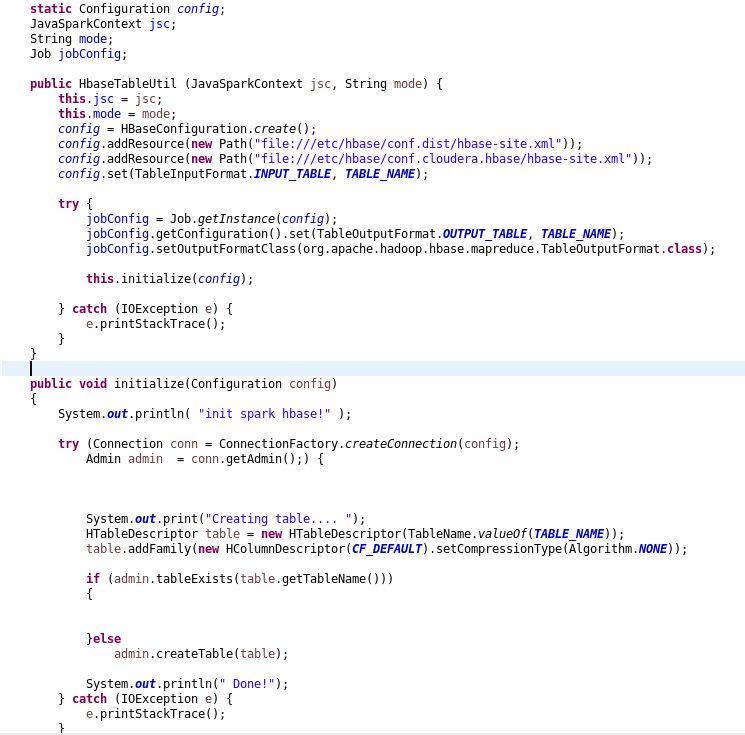 static Configuration config;
JavaSparkContext jsc;
String mode;
Job jobConfig;
public HbaseTableUtil (JavaSparkContext jsc, String mode) {
this.jsc = jsc;
this.mode = mode;
config = HBaseConfiguration.create();
config.addResource(new Path("file:///etc/hbase/conf.dist/hbase-site.xml"));
config.addResource(new Path("file:///etc/hbase/conf.cloudera.hbase/hbase-site.xml"));
config.set(TableInputFormat.INPUT_TABLE, TABLE_NAME);
try {
jobConfig = Job.getInstance(config);
jobConfig.getConfiguration().set(TableOutputFormat.OUTPUT_TABLE, TABLE_NAME);
jobConfig.setOutputFormatClass(org.apache.hadoop.hbase.mapreduce.TableOutputFormat.class);
this.initialize(config);
} catch (IOException e) {
e.printStackTrace();
}
}
public void initialize(Configuration config)
{
System.out.println( "init spark hbase!" );
try (Connection conn = ConnectionFactory.createConnection(config);
Admin admin  = conn.getAdmin();) {
System.out.print("Creating table.... ");
HTableDescriptor table = new HTableDescriptor(TableName.valueOf(TABLE_NAME));
table.addFamily(new HColumnDescriptor(CF_DEFAULT).setCompressionType(Algorithm.NONE));
if (admin.tableExists(table.getTableName()))
{
}else
admin.createTable(table);
System.out.println(" Done!");
} catch (IOException e) {
e.printStackTrace();
}